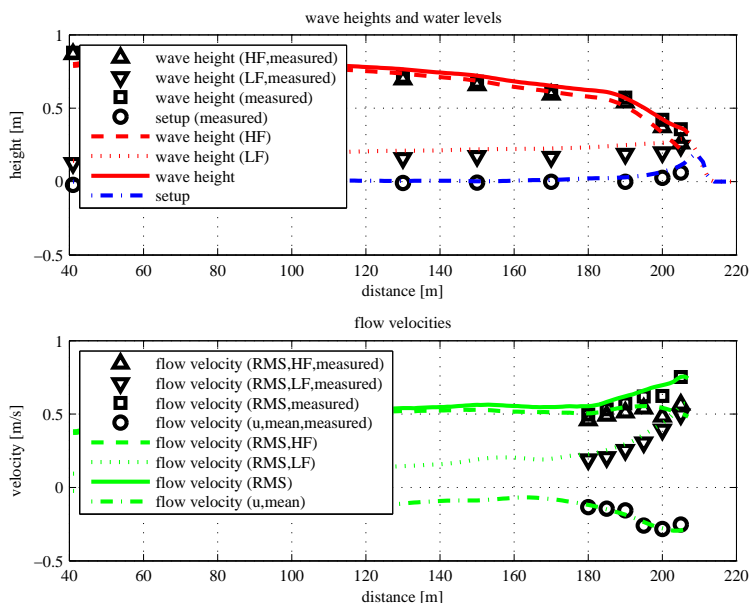 wave heights and water levels
1
0.5
0
−0.5
height [m]
wave height (HF,measured)
wave height (LF,measured)
wave height (measured)
setup (measured)
wave height (HF)
wave height (LF)
wave height
setup
40 60 80 100 120 140 160 180 200 220
distance [m]
flow velocities
1
0.5
0
−0.5
velocity [m/s]
flow velocity (RMS,HF,measured)
flow velocity (RMS,LF,measured)
flow velocity (RMS,measured)
flow velocity (u,mean,measured)
flow velocity (RMS,HF)
flow velocity (RMS,LF)
flow velocity (RMS)
flow velocity (u,mean)
40 60 80 100 120 140 160 180 200 220
distance [m]